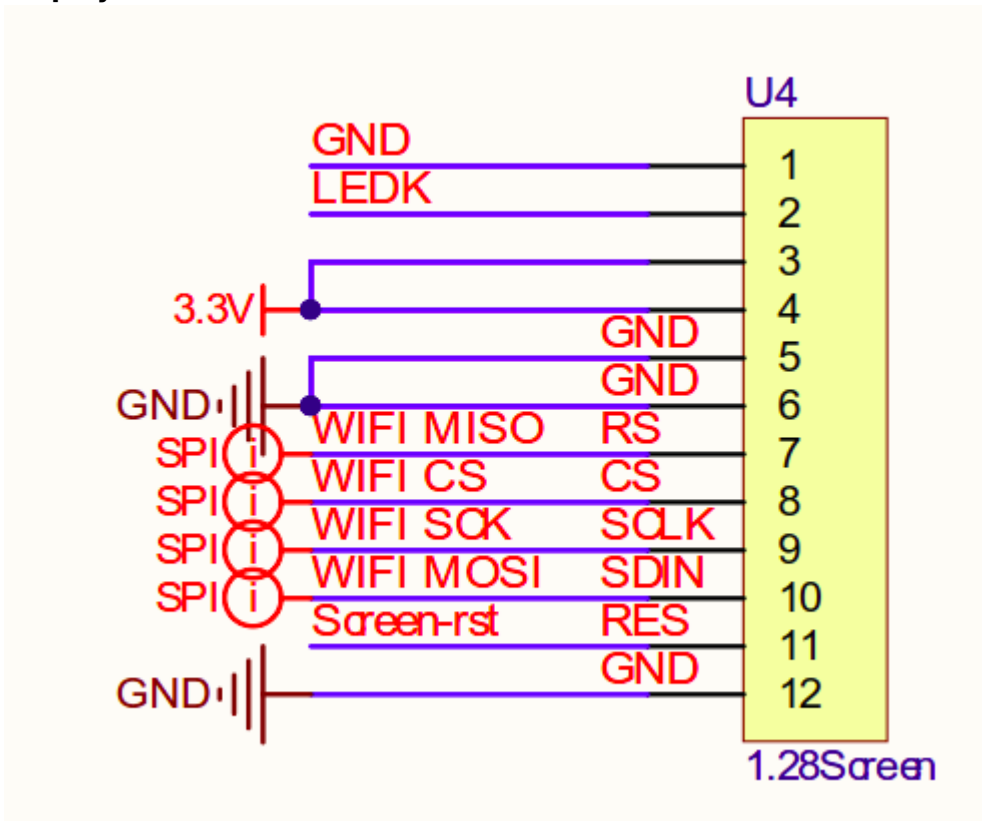 U4
GND
1
LEDK
2
3
3.3V
4
GND
5
GND
GND
6
WIFI MISO RS
SPI i
7
WIFI CS CS
SPI i
8
WIFI SCK SCLK
SPI i
9
WIFI MOSI SDIN
SPI i
10
Screen-rst RES
11
GND
GND
12
1.28Screen